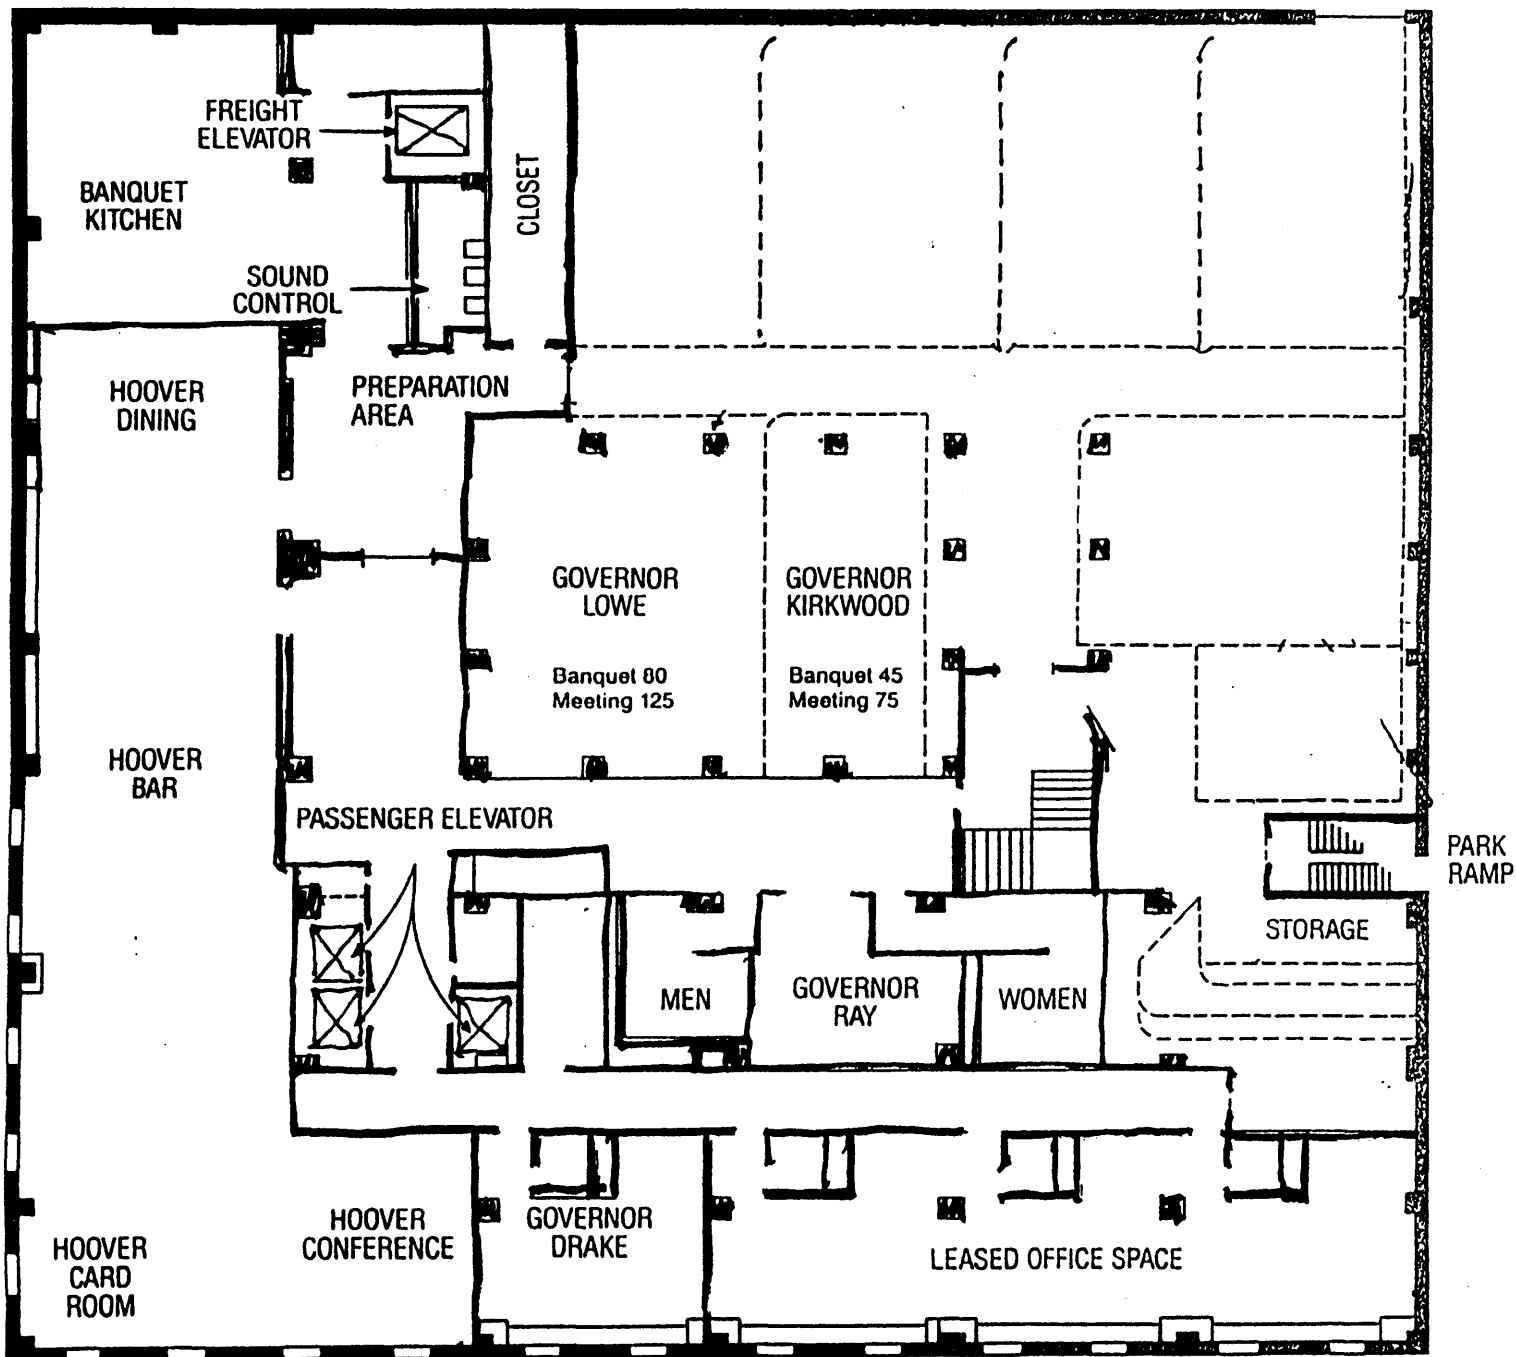 FREIGHT
ELEVATOR
BANQUET
KITCHEN
CLOSET
SOUND
CONTROL
HOOVER
DINING
PREPARATION
AREA
GOVERNOR
LOWE
Banquet 80
Meeting 125
GOVERNOR
KIRKWOOD
Banquet 45
Meeting 75
HOOVER
BAR
PASSENGER ELEVATOR
PARK
RAMP
STORAGE
MEN
GOVERNOR
RAY
WOMEN
HOOVER
CARD
ROOM
HOOVER
CONFERENCE
GOVERNOR
DRAKE
LEASED OFFICE SPACE